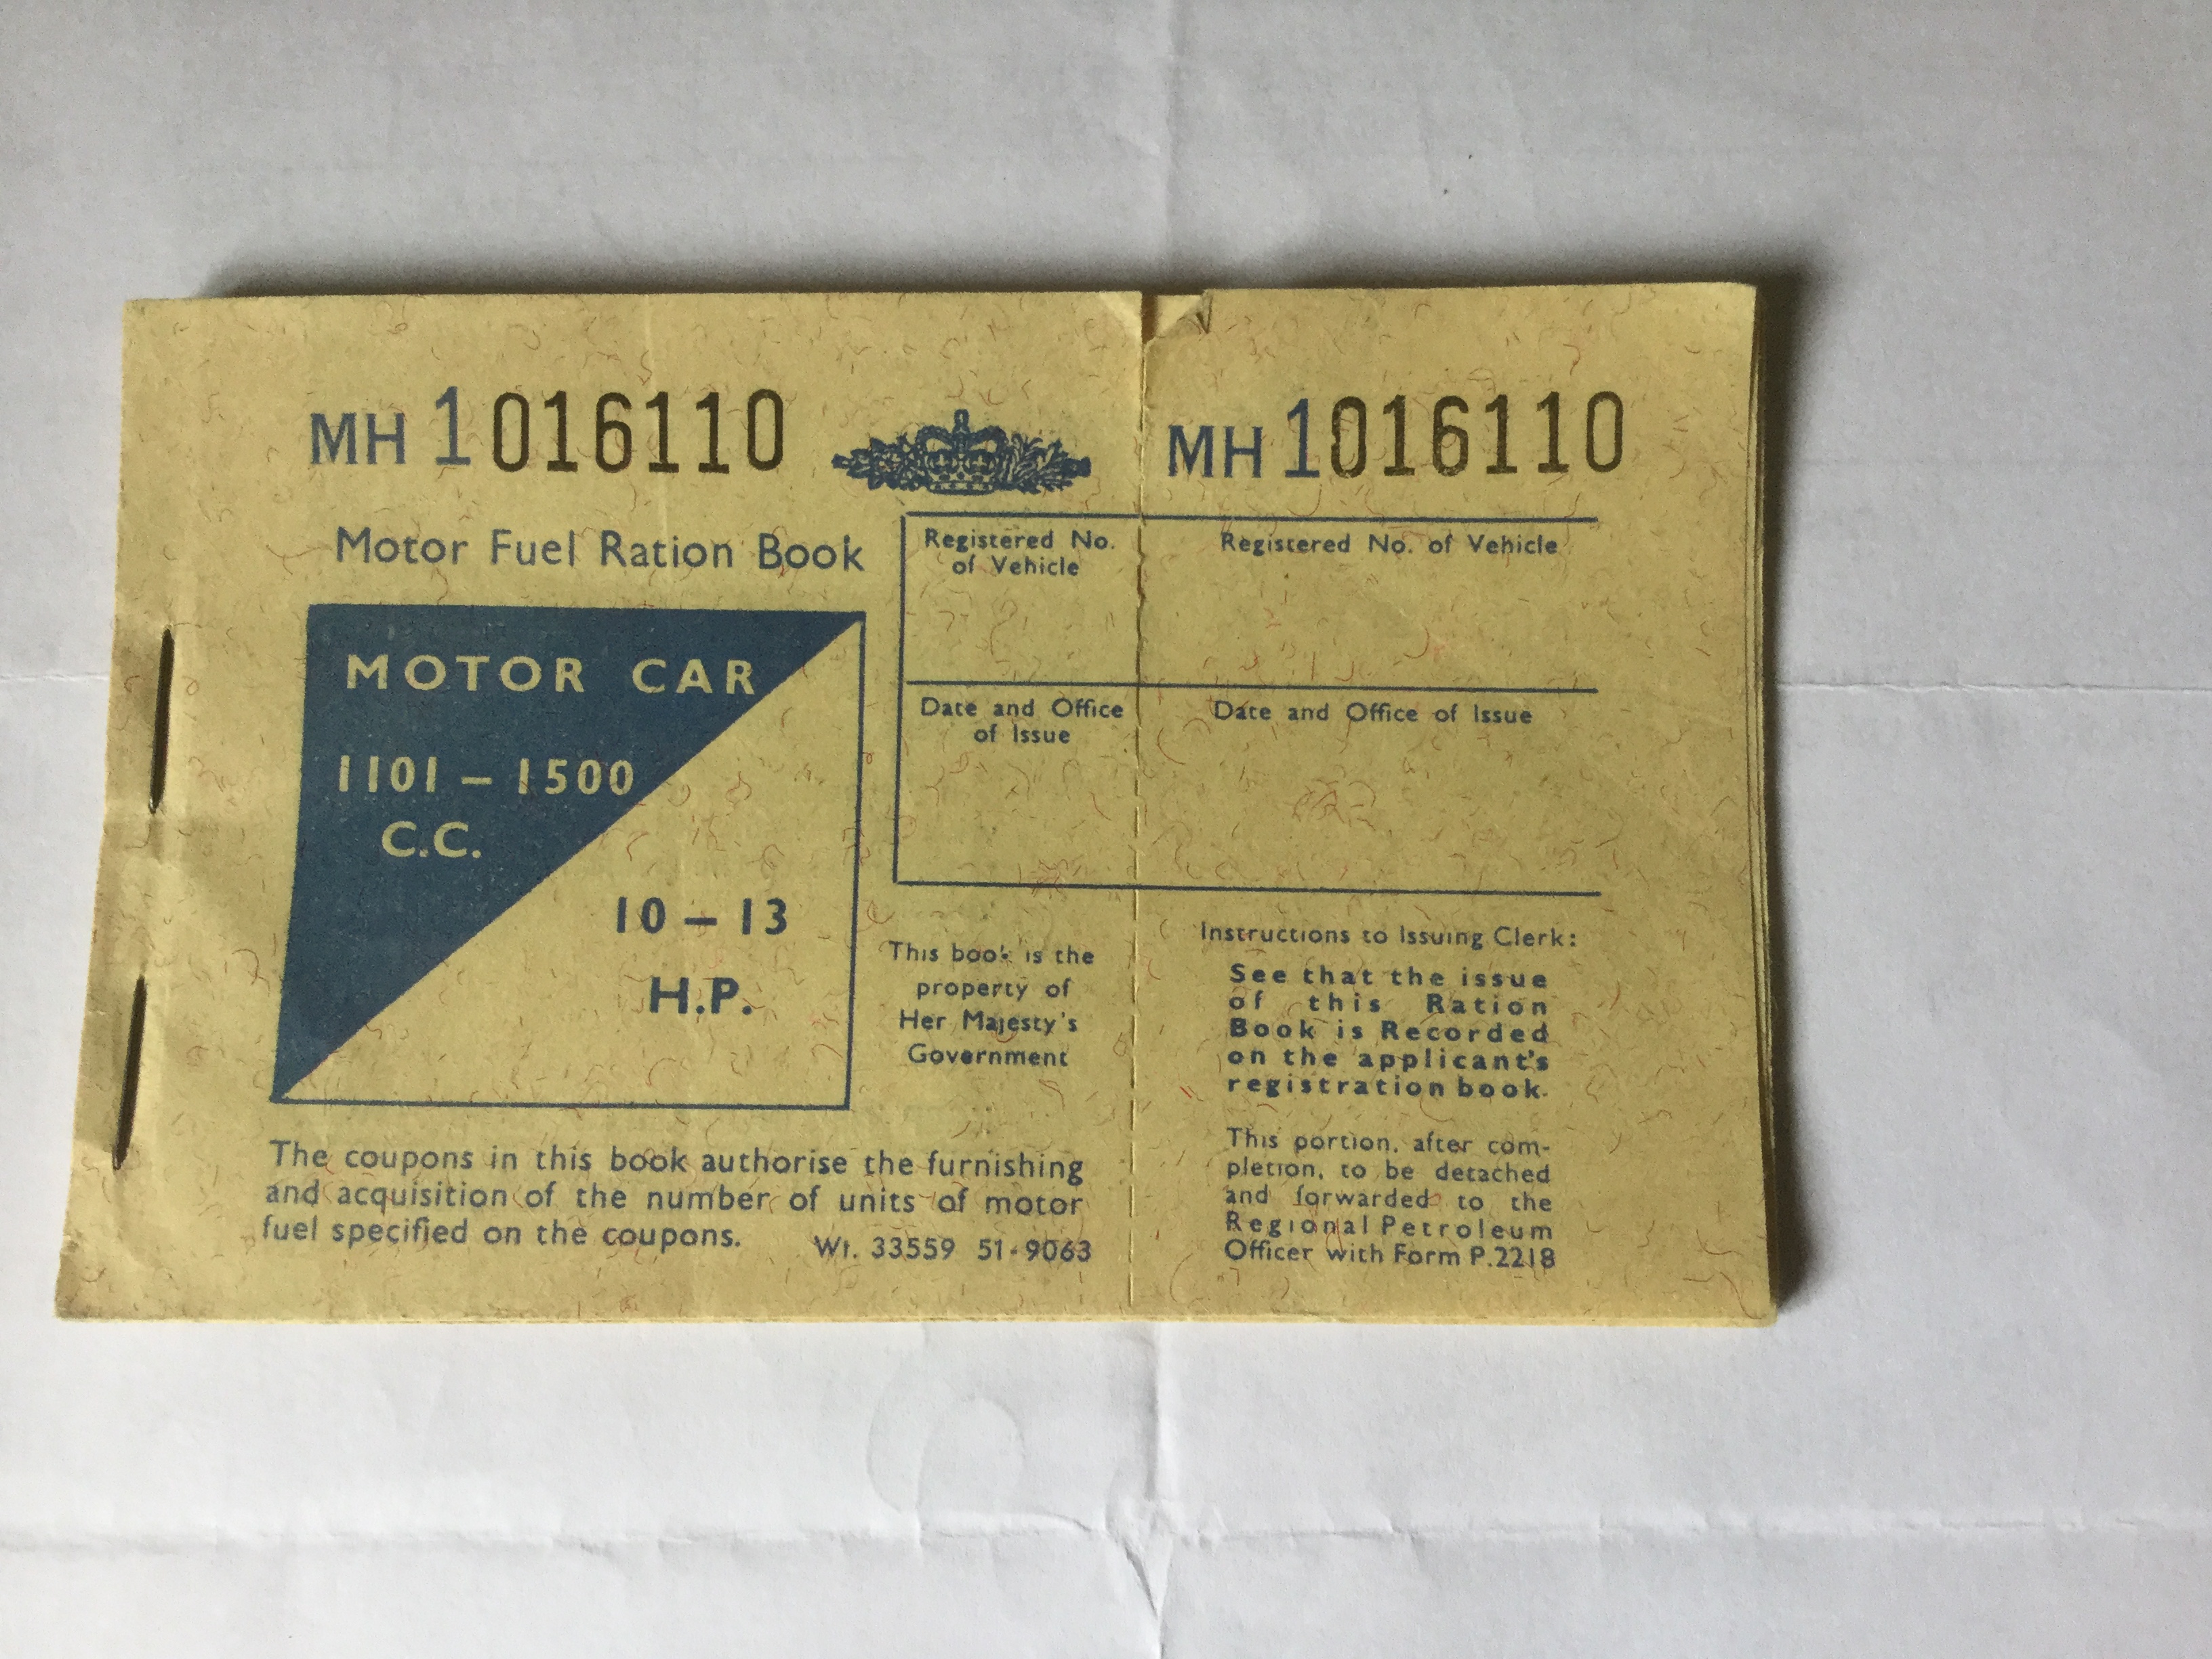 MH 1016110
MH 1016110
Motor Fuel Ration Book
MOTOR CAR
1101 – 1500
C.C.
10 – 13
H.P.
Registered No.
of Vehicle
Registered No. of Vehicle
Date and Office
of Issue
Date and Office of Issue
This book is the
property of
Her Majesty's
Government
The coupons in this book authorise the furnishing
and acquisition of the number of units of motor
fuel specified on the coupons.
Wt. 33559 51-9063
Instructions to Issuing Clerk:
See that the issue
of this Ration
Book is Recorded
on the applicant's
registration book.
This portion, after com-
pletion, to be detached
and forwarded to the
Regional Petroleum
Officer with Form P.2218